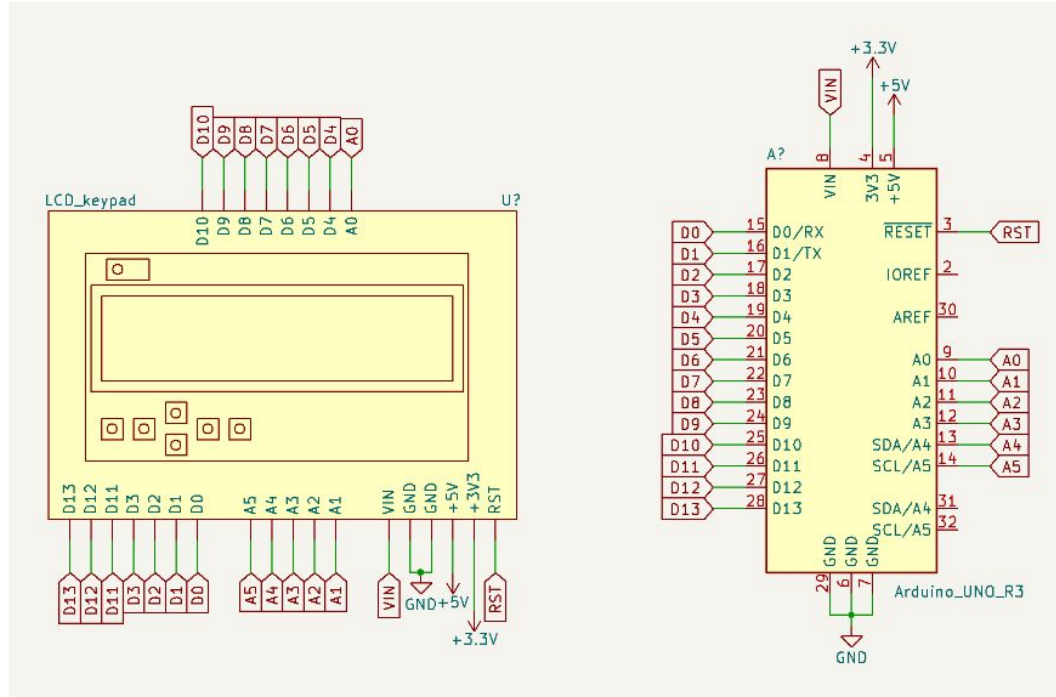 D10 D9 D8 D7 D6 D5 D4 A0
LCD_keypad U?
D10 D9 D8 D7 D6 D5 D4 A0
D13 D12 D11 D3 D2 D1 D0 A5 A4 A3 A2 A1 VIN GND GND +5V +3V3 RST
D13 D12 D11 D3 D2 D1 D0 A5 A4 A3 A2 A1 VIN GND +5V RST
+3.3V
+3.3V
VIN +5V
A? 8 4 5
VIN 3V3 +5V
D0 15 D0/RX RESET 3 RST
D1 16 D1/TX
D2 17 D2 IOREF 2
D3 18 D3
D4 19 D4 AREF 30
D5 20 D5
D6 21 D6 A0 9 A0
D7 22 D7 A1 10 A1
D8 23 D8 A2 11 A2
D9 24 D9 A3 12 A3
D10 25 D10 SDA/A4 13 A4
D11 26 D11 SCL/A5 14 A5
D12 27 D12
D13 28 D13 SDA/A4 31
SCL/A5 32
GND GND GND
29 6 7 Arduino_UNO_R3
GND